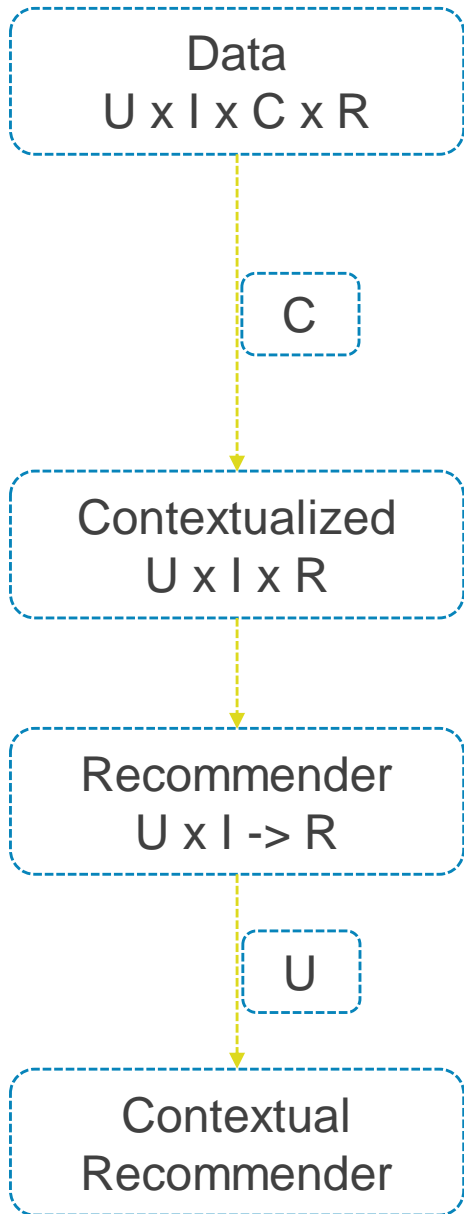 Data
U x I x C x R
C
Contextualized
U x I x R
Recommender
U x I -> R
U
Contextual
Recommender